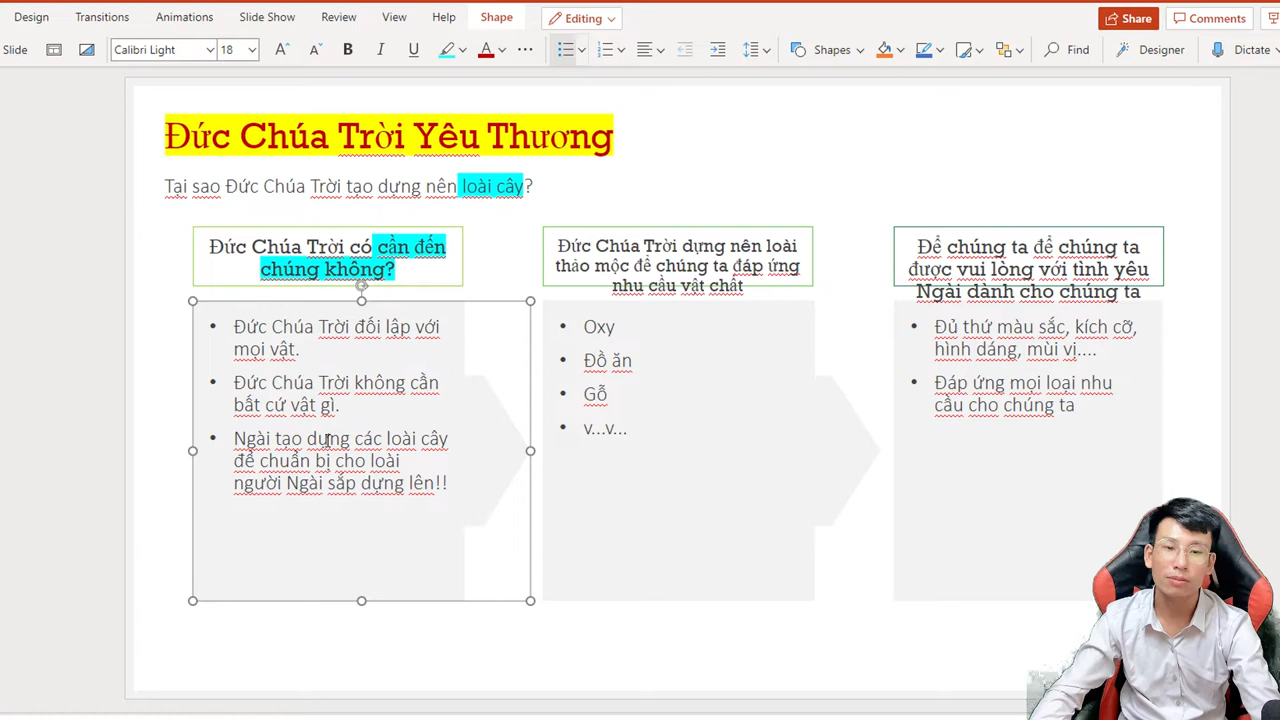 Design Transitions Animations Slide Show Review View Help Shape Editing Share Comments
Slide Calibri Light 18 B I U A Shapes Find Designer Dictate
Đức Chúa Trời Yêu Thương
Tại sao Đức Chúa Trời tạo dựng nên loài cây?
Đức Chúa Trời có cần đến
chúng không?
Đức Chúa Trời đối lập với
mọi vật.
Đức Chúa Trời không cần
bất cứ vật gì.
Ngài tạo dựng các loài cây
để chuẩn bị cho loài
người Ngài sắp dựng lên!!
Đức Chúa Trời dựng nên loài
thảo mộc để chúng ta đáp ứng
nhu cầu vật chất
Oxy
Đồ ăn
Gỗ
v...v...
Để chúng ta để chúng ta
được vui lòng với tình yêu
Ngài dành cho chúng ta
Đủ thứ màu sắc, kích cỡ,
hình dáng, mùi vị....
Đáp ứng mọi loại nhu
cầu cho chúng ta